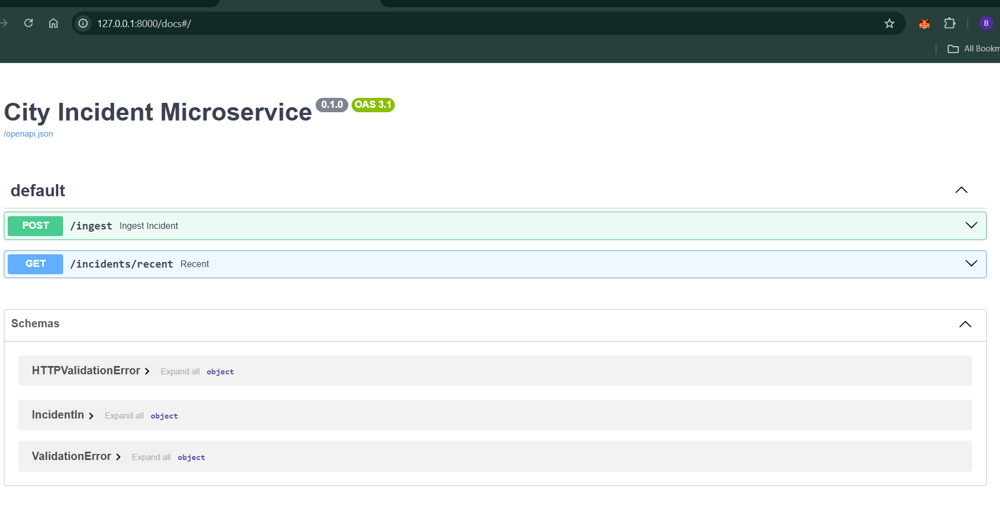 127.0.0.1:8000/docs#/
B
All Bookm
City Incident Microservice 0.1.0 OAS 3.1
/openapi.json
default
POST /ingest Ingest Incident
GET /incidents/recent Recent
Schemas
HTTPValidationError Expand all object
IncidentIn Expand all object
ValidationError Expand all object